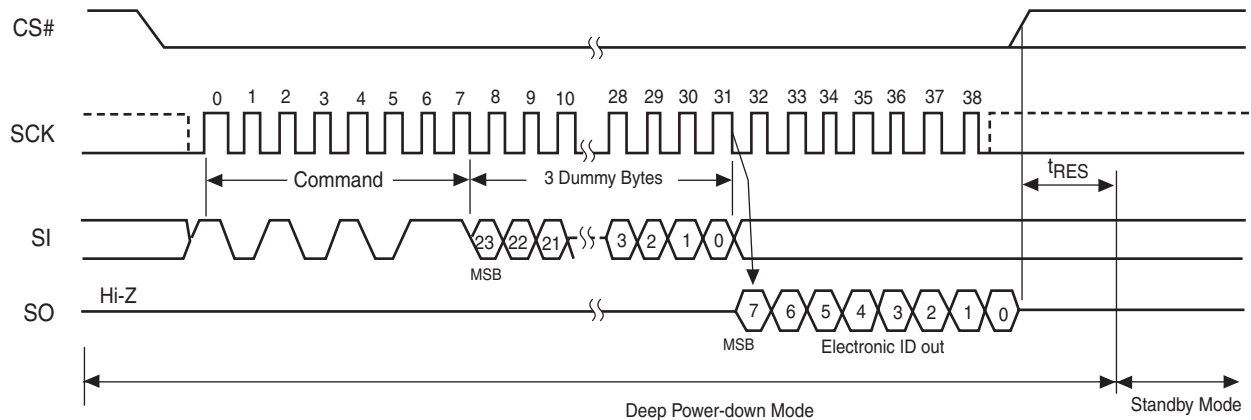 CS#
0 1 2 3 4 5 6 7 8 9 10 28 29 30 31 32 33 34 35 36 37 38
SCK
tRES
Command
3 Dummy Bytes
SI
23 22 21 3 2 1 0
MSB
Hi-Z
SO
7 6 5 4 3 2 1 0
MSB
Electronic ID out
Deep Power-down Mode
Standby Mode